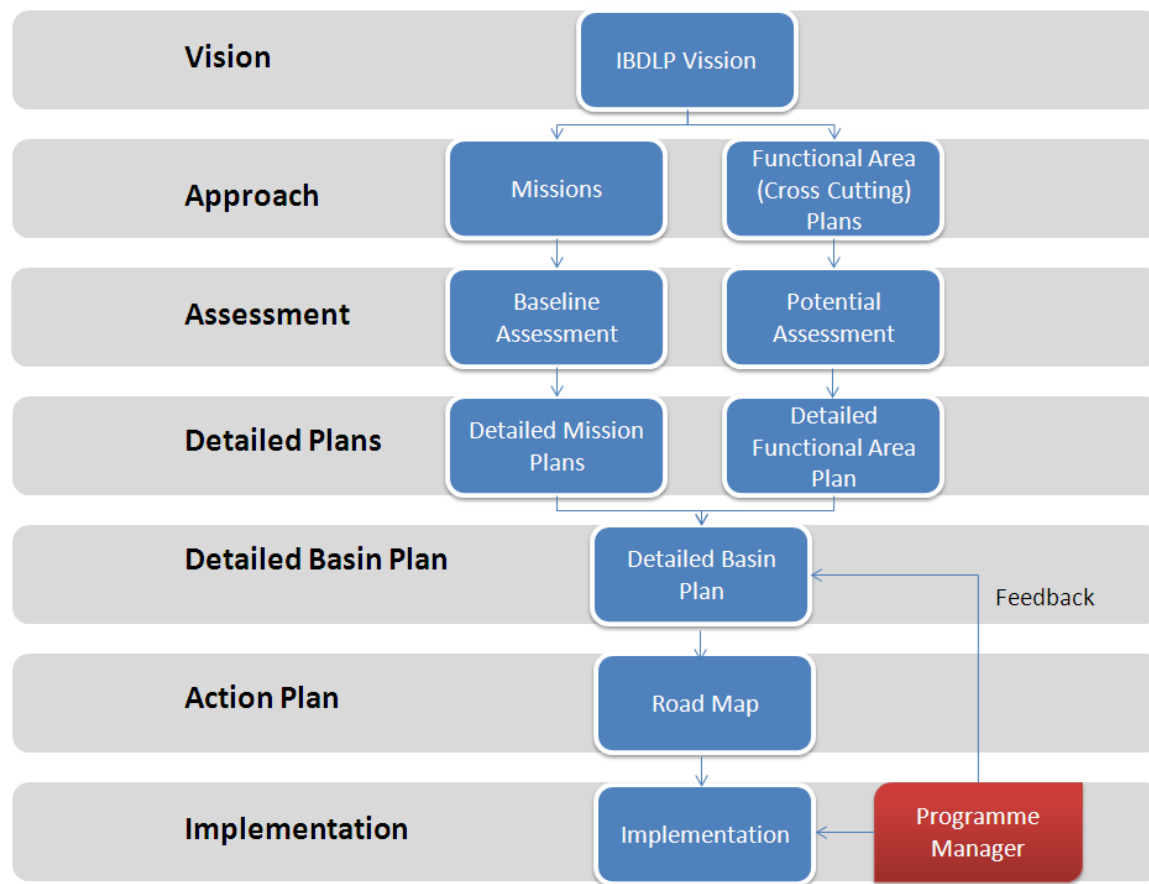 Vision
IBDLP Vission
Approach
Missions
Functional Area
(Cross Cutting)
Plans
Assessment
Baseline
Assessment
Potential
Assessment
Detailed Plans
Detailed Mission
Plans
Detailed
Functional Area
Plan
Detailed Basin Plan
Detailed Basin
Plan
Feedback
Action Plan
Road Map
Implementation
Implementation
Programme
Manager